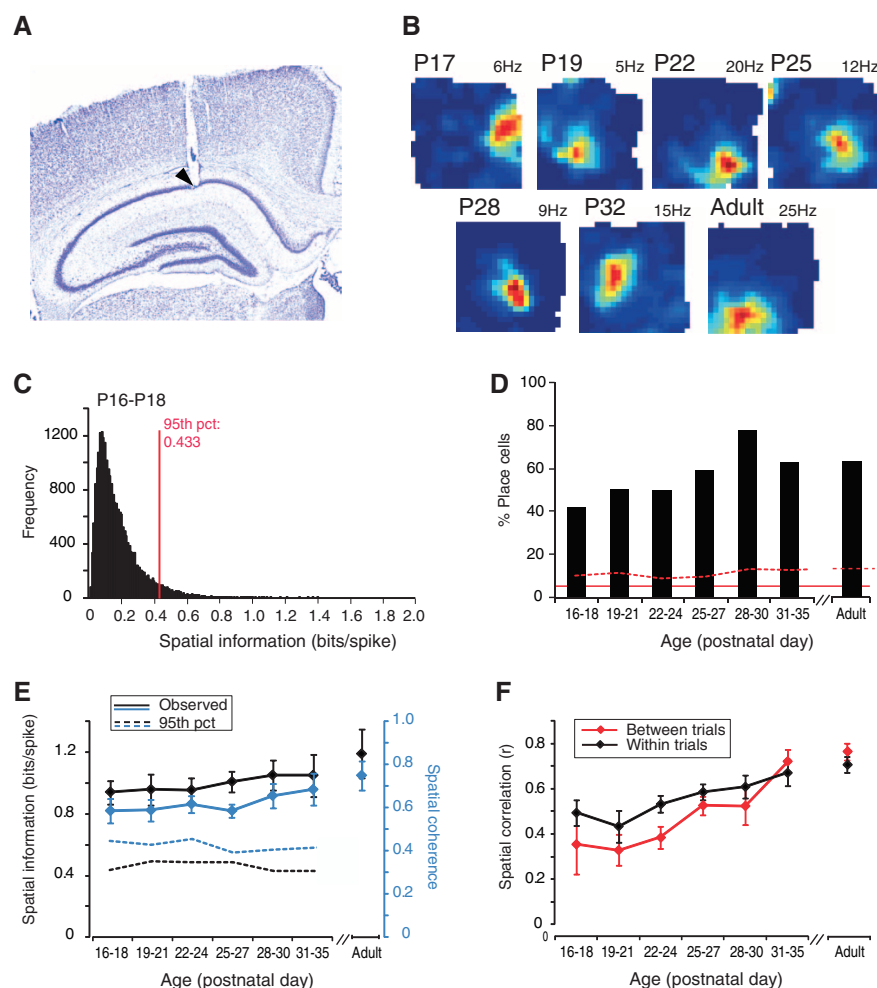 A
B
P17 6Hz
P19 5Hz
P22 20Hz
P25 12Hz
P28 9Hz
P32 15Hz
Adult 25Hz
C
P16-P18
95th pct:
0.433
Frequency
1200
800
400
0
0 0.2 0.4 0.6 0.8 1.0 1.2 1.4 1.6 1.8 2.0
Spatial information (bits/spike)
D
% Place cells
100
80
60
40
20
0
16-18 19-21 22-24 25-27 28-30 31-35 Adult
Age (postnatal day)
E
Observed
95th pct
Spatial information (bits/spike)
1.2
0.8
0.4
0
Spatial coherence
1.0
0.8
0.6
0.4
0.2
0
16-18 19-21 22-24 25-27 28-30 31-35 Adult
Age (postnatal day)
F
Between trials
Within trials
Spatial correlation (r)
0.8
0.6
0.4
0.2
0
0
16-18 19-21 22-24 25-27 28-30 31-35 Adult
Age (postnatal day)